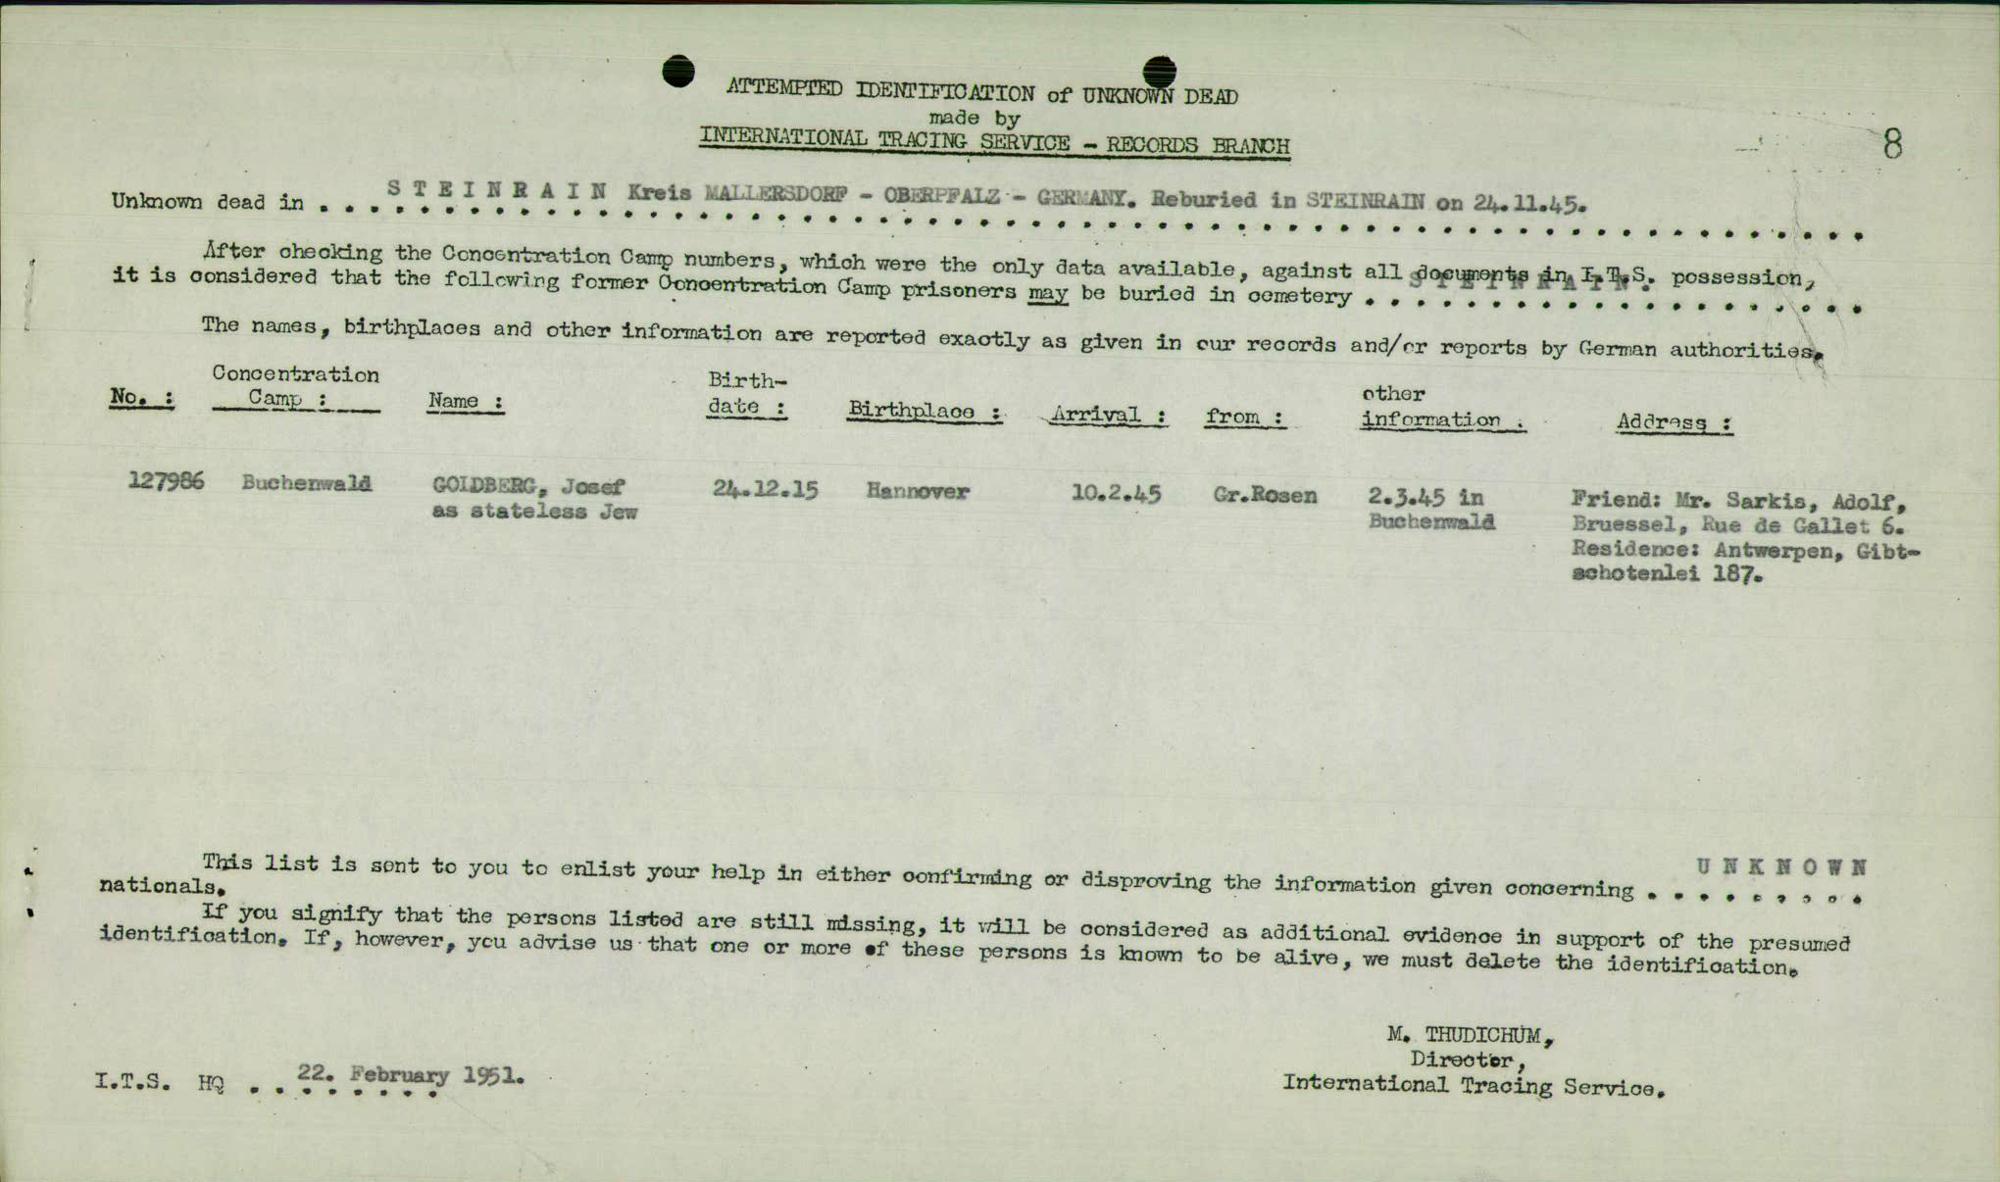 ATTEMPTED IDENTIFICATION of UNKNOWN DEAD
made by
INTERNATIONAL TRACING SERVICE - RECORDS BRANCH
8
Unknown dead in . . . S T E I N R A I N Kreis MALLERSDORF - OBERPFALZ - GERMANY. Reburied in STEINRAIN on 24.11.45.
After checking the Concentration Camp numbers, which were the only data available, against all documents in I.T.S. possession,
it is considered that the following former Concentration Camp prisoners may be buried in cemetery . . . . . . . . . . . . . . . . . . . .
The names, birthplaces and other information are reported exactly as given in our records and/or reports by German authorities.
No. : Concentration Camp : Name : Birth-date : Birthplace : Arrival : from : other information : Address :
127986 Buchenwald GOLDBERG, Josef 24.12.15 Hannover 10.2.45 Gr.Rosen 2.3.45 in Friend: Mr. Sarkis, Adolf,
as stateless Jew Buchenwald Bruessel, Rue de Gallet 6.
Residence: Antwerpen, Gibt-
schotenlei 187.
This list is sent to you to enlist your help in either confirming or disproving the information given concerning U N K N O W N
nationals.
If you signify that the persons listed are still missing, it will be considered as additional evidence in support of the presumed
identification. If, however, you advise us that one or more of these persons is known to be alive, we must delete the identification.
M. THUDICHUM,
Director,
International Tracing Service.
I.T.S. HQ . . 22. February 1951.